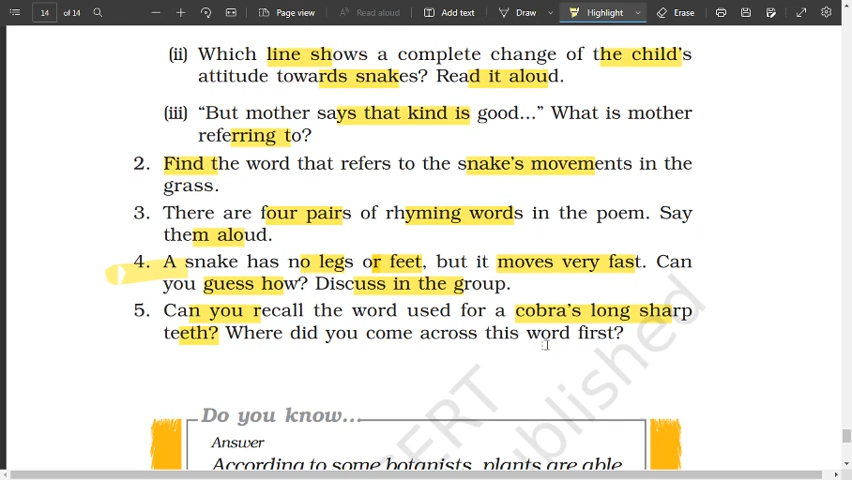 14 of 14
Page view
Read aloud
Add text
Draw
Highlight
Erase
(ii) Which line shows a complete change of the child's
attitude towards snakes? Read it aloud.
(iii) “But mother says that kind is good...” What is mother
referring to?
2. Find the word that refers to the snake's movements in the
grass.
3. There are four pairs of rhyming words in the poem. Say
them aloud.
4. A snake has no legs or feet, but it moves very fast. Can
you guess how? Discuss in the group.
5. Can you recall the word used for a cobra's long sharp
teeth? Where did you come across this word first?
Do you know...
Answer
According to some botanists, plants are able